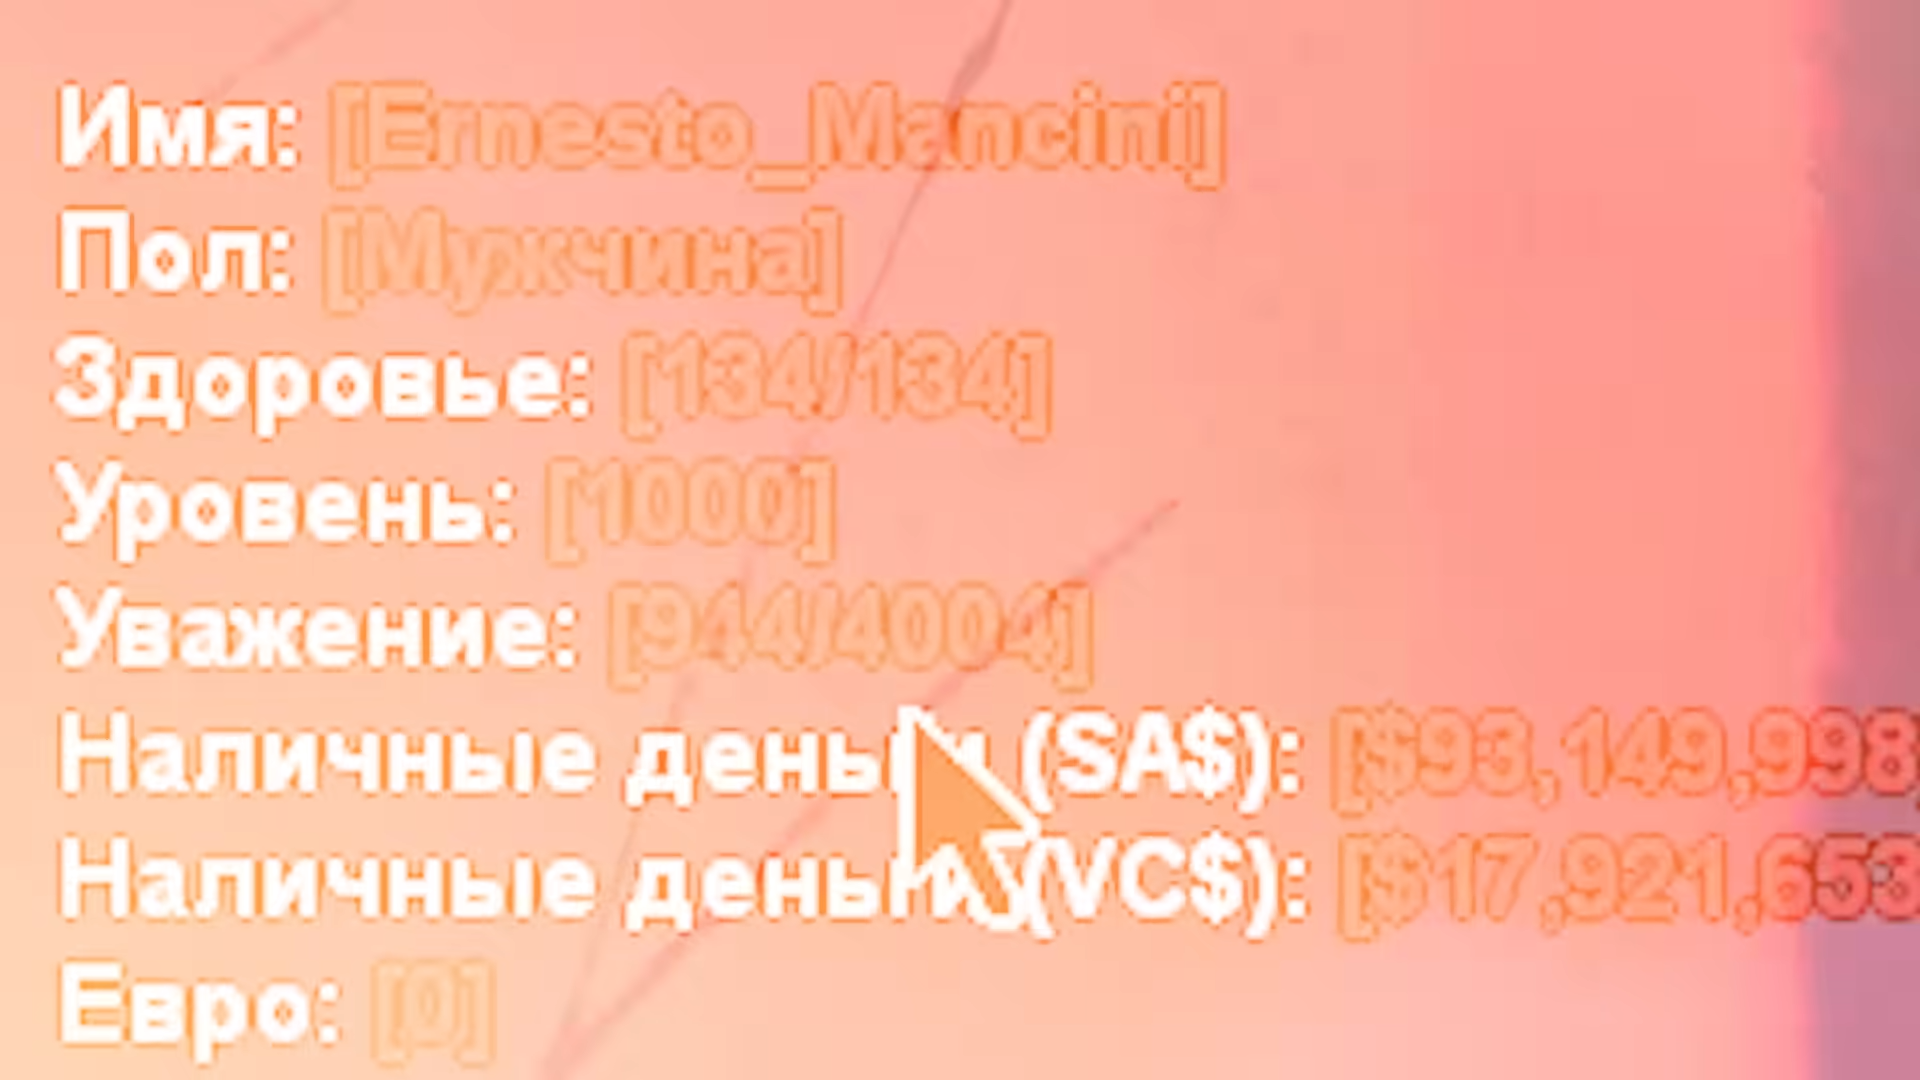 Имя: [Ernesto_Mancini]
Пол: [Мужчина]
Здоровье: [134/134]
Уровень: [1000]
Уважение: [944/4004]
Наличные деньги (SA$): [$93,149,998
Наличные деньги (VC$): [$17,921,653
Евро: [0]